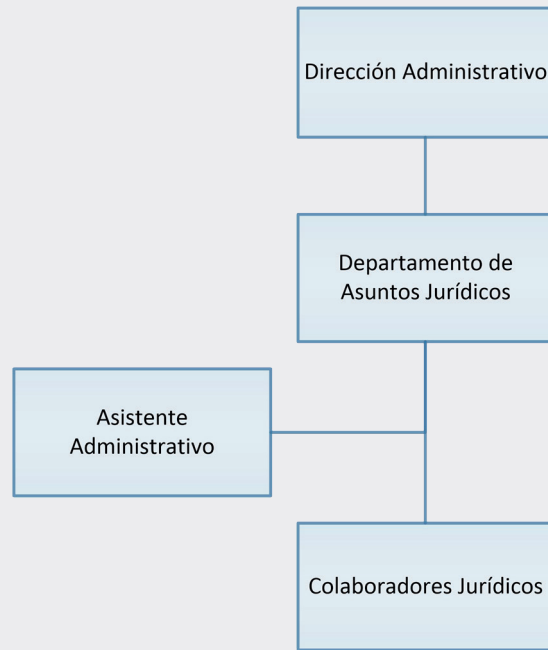 Dirección Administrativo
Departamento de
Asuntos Jurídicos
Asistente
Administrativo
Colaboradores Jurídicos